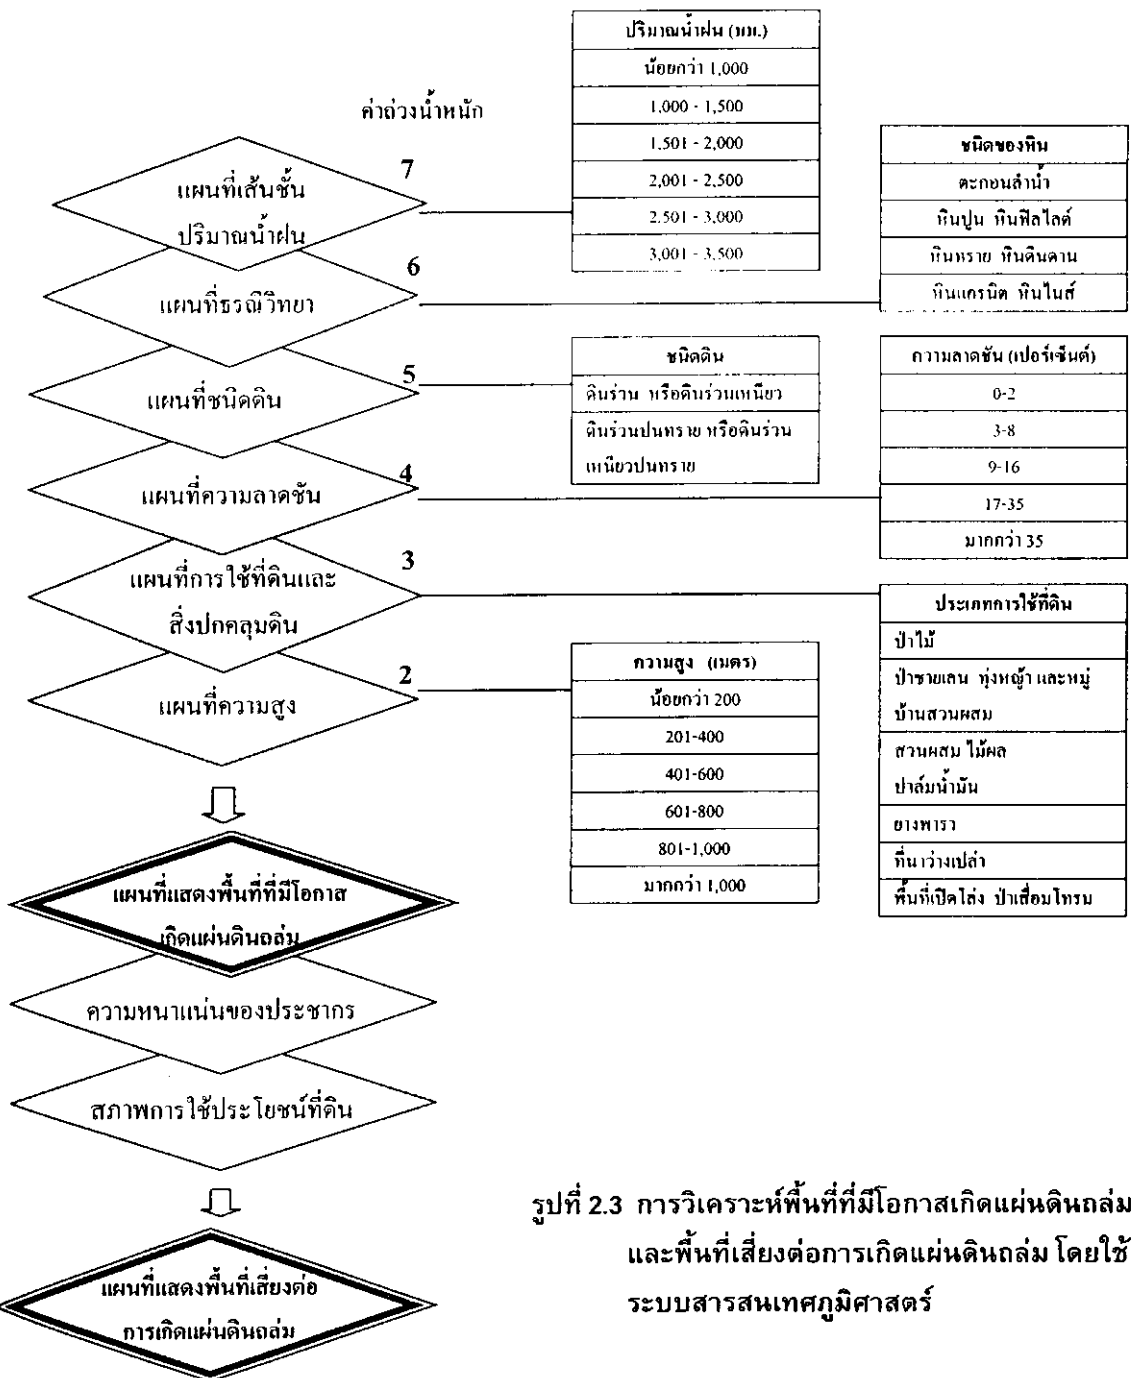 ค่าถ่วงน้ำหนัก
7
แผนที่เส้นชั้น
ปริมาณน้ำฝน
6
แผนที่ธรณีวิทยา
5
แผนที่ชนิดดิน
4
แผนที่ความลาดชัน
3
แผนที่การใช้ที่ดินและ
สิ่งปกคลุมดิน
2
แผนที่ความสูง
แผนที่แสดงพื้นที่ที่มีโอกาส
เกิดแผ่นดินถล่ม
ความหนาแน่นของประชากร
สภาพการใช้ประโยชน์ที่ดิน
แผนที่แสดงพื้นที่เสี่ยงต่อ
การเกิดแผ่นดินถล่ม
ปริมาณน้ำฝน (มม.)
น้อยกว่า 1,000
1,000 - 1,500
1,501 - 2,000
2,001 - 2,500
2,501 - 3,000
3,001 - 3,500
ชนิดของหิน
ตะกอนลำน้ำ
หินปูน หินฟิลไลต์
หินทราย หินดินดาน
หินแกรนิต หินไนส์
ชนิดดิน
ดินร่วน หรือดินร่วนเหนียว
ดินร่วนปนทราย หรือดินร่วน
เหนียวปนทราย
ความลาดชัน (เปอร์เซ็นต์)
0-2
3-8
9-16
17-35
มากกว่า 35
ประเภทการใช้ที่ดิน
ป่าไม้
ป่าชายเลน ทุ่งหญ้า และหมู่
บ้านสวนผสม
สวนผสม ไม้ผล
ปาล์มน้ำมัน
ยางพารา
ที่นาว่างเปล่า
พื้นที่เปิดโล่ง ป่าเสื่อมโทรม
ความสูง (เมตร)
น้อยกว่า 200
201-400
401-600
601-800
801-1,000
มากกว่า 1,000
รูปที่ 2.3 การวิเคราะห์พื้นที่ที่มีโอกาสเกิดแผ่นดินถล่ม
และพื้นที่เสี่ยงต่อการเกิดแผ่นดินถล่ม โดยใช้
ระบบสารสนเทศภูมิศาสตร์